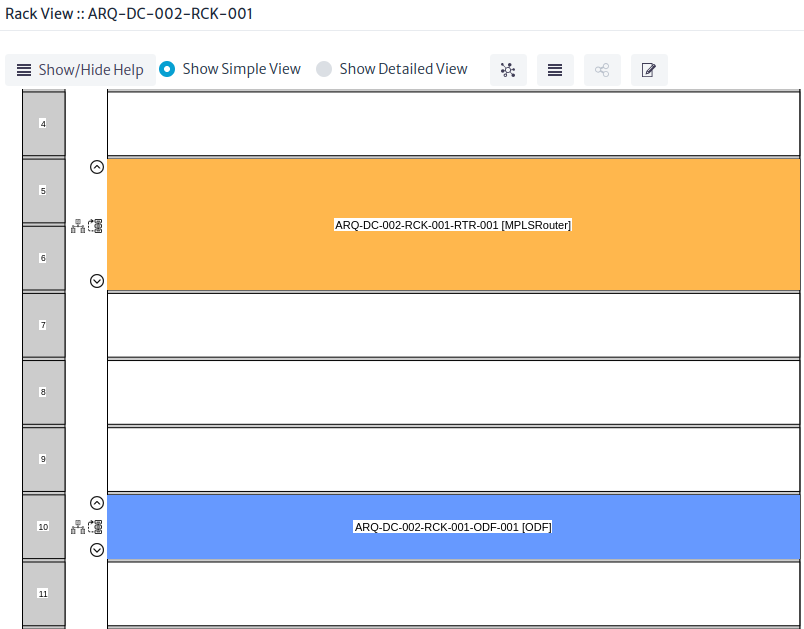 Rack View :: ARQ-DC-002-RCK-001
Show/Hide Help Show Simple View Show Detailed View
4
5
ARQ-DC-002-RCK-001-RTR-001 [MPLSRouter]
6
7
8
9
10 ARQ-DC-002-RCK-001-ODF-001 [ODF]
11